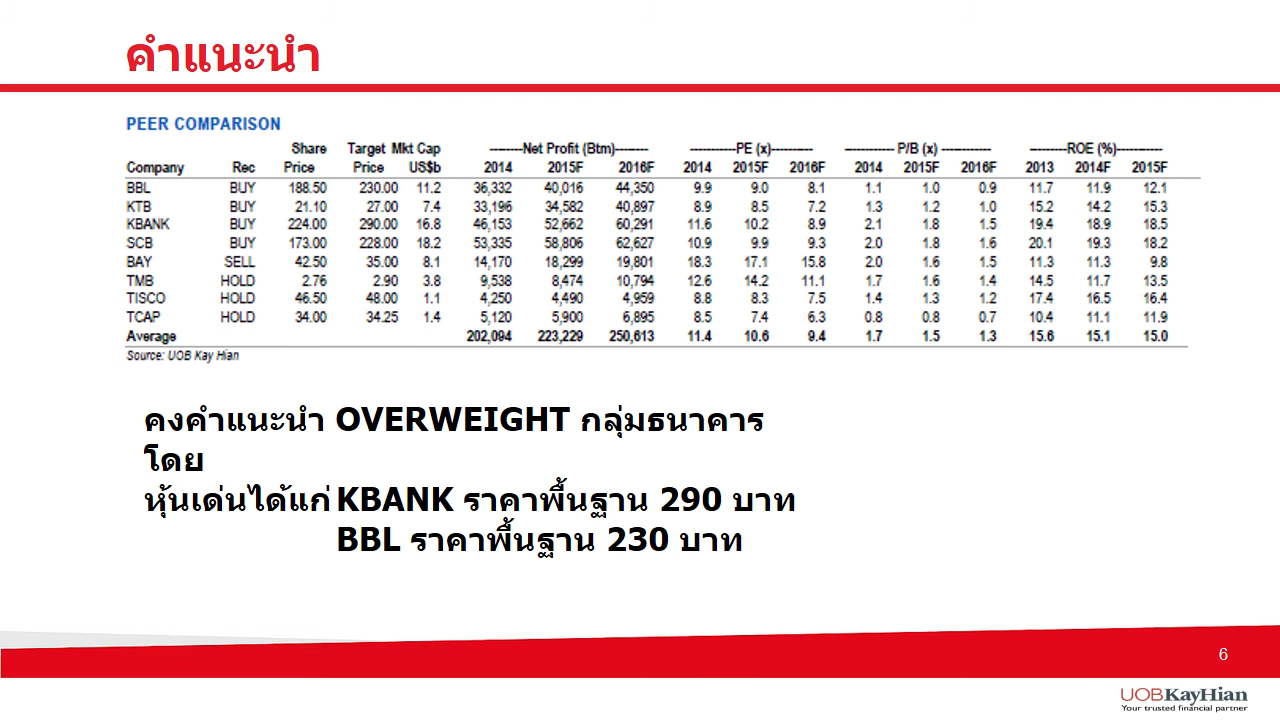 คำแนะนำ
PEER COMPARISON
Share Target Mkt Cap --------Net Profit (Btm)-------- -----------PE (x)---------- ------------ P/B (x) ------------ ---------ROE (%)-----------
Company Rec Price Price US$b 2014 2015F 2016F 2014 2015F 2016F 2014 2015F 2016F 2013 2014F 2015F
BBL BUY 188.50 230.00 11.2 36,332 40,016 44,350 9.9 9.0 8.1 1.1 1.0 0.9 11.7 11.9 12.1
KTB BUY 21.10 27.00 7.4 33,196 34,582 40,897 8.9 8.5 7.2 1.3 1.2 1.0 15.2 14.2 15.3
KBANK BUY 224.00 290.00 16.8 46,153 52,662 60,291 11.6 10.2 8.9 2.1 1.8 1.5 19.4 18.9 18.5
SCB BUY 173.00 228.00 18.2 53,335 58,806 62,627 10.9 9.9 9.3 2.0 1.8 1.6 20.1 19.3 18.2
BAY SELL 42.50 35.00 8.1 14,170 18,299 19,801 18.3 17.1 15.8 2.0 1.6 1.5 11.3 11.3 9.8
TMB HOLD 2.76 2.90 3.8 9,538 8,474 10,794 12.6 14.2 11.1 1.7 1.6 1.4 14.5 11.7 13.5
TISCO HOLD 46.50 48.00 1.1 4,250 4,490 4,959 8.8 8.3 7.5 1.4 1.3 1.2 17.4 16.5 16.4
TCAP HOLD 34.00 34.25 1.4 5,120 5,900 6,895 8.5 7.4 6.3 0.8 0.8 0.7 10.4 11.1 11.9
Average 202,094 223,229 250,613 11.4 10.6 9.4 1.7 1.5 1.3 15.6 15.1 15.0
Source: UOB Kay Hian
คงคำแนะนำ OVERWEIGHT กลุ่มธนาคาร
โดย
หุ้นเด่นได้แก่ KBANK ราคาพื้นฐาน 290 บาท
BBL ราคาพื้นฐาน 230 บาท
6
UOBKayHian
Your trusted financial partner